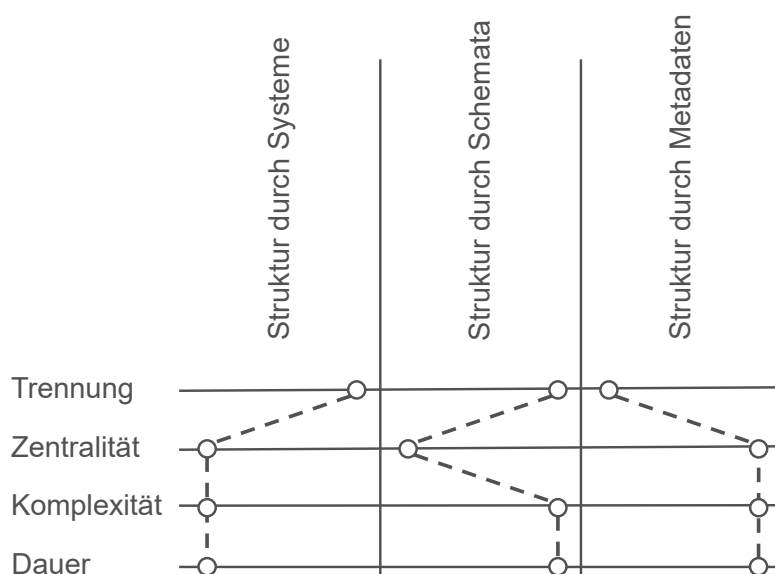 Struktur durch Systeme
Struktur durch Schemata
Struktur durch Metadaten
Trennung
Zentralität
Komplexität
Dauer